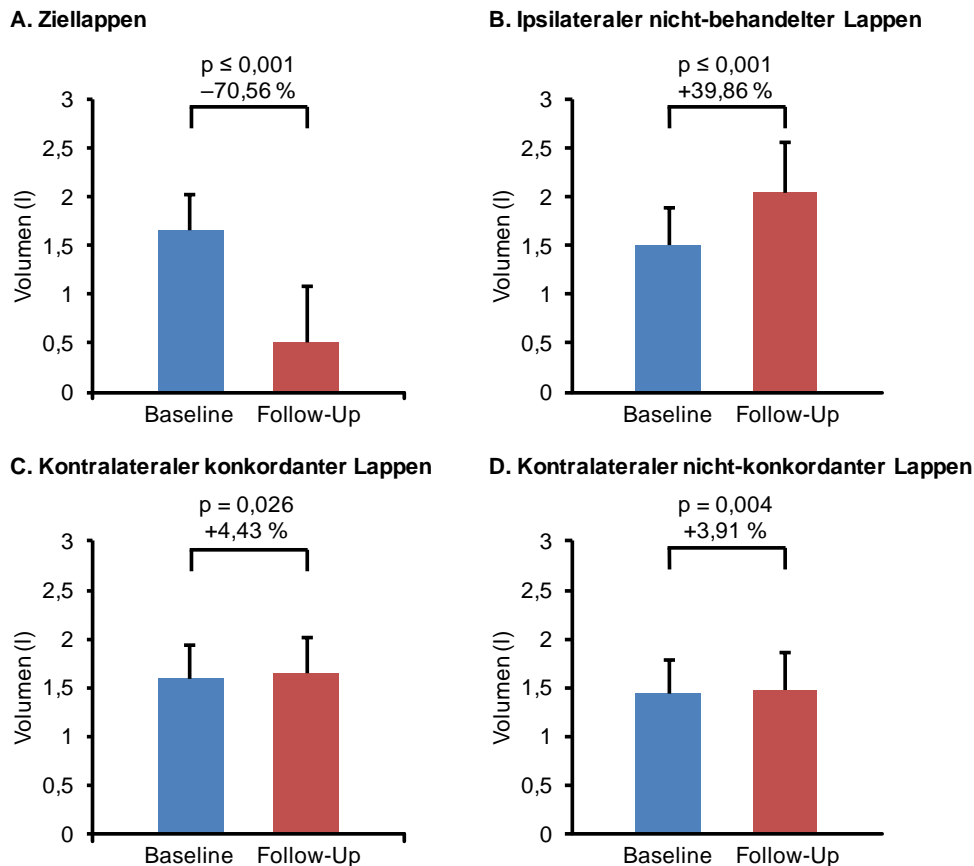 A. Ziellappen
p ≤ 0,001
–70,56 %
3
2,5
2
1,5
1
0,5
0
Volumen (l)
Baseline Follow-Up
B. Ipsilateraler nicht-behandelter Lappen
p ≤ 0,001
+39,86 %
3
2,5
2
1,5
1
0,5
0
Volumen (l)
Baseline Follow-Up
C. Kontralateraler konkordanter Lappen
p = 0,026
+4,43 %
3
2,5
2
1,5
1
0,5
0
Volumen (l)
Baseline Follow-Up
D. Kontralateraler nicht-konkordanter Lappen
p = 0,004
+3,91 %
3
2,5
2
1,5
1
0,5
0
Volumen (l)
Baseline Follow-Up